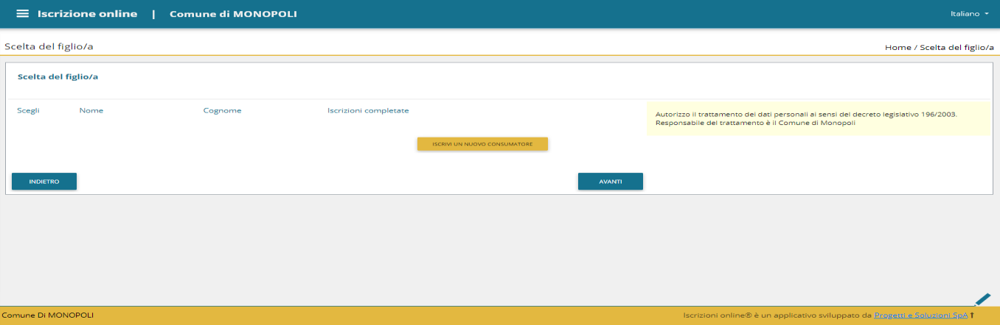 Iscrizione online | Comune di MONOPOLI
Italiano
Scelta del figlio/a
Home / Scelta del figlio/a
Scelta del figlio/a
Scegli Nome Cognome Iscrizioni completate
Autorizzo il trattamento dei dati personali ai sensi del decreto legislativo 196/2003.
Responsabile del trattamento è il Comune di Monopoli
ISCRIVI UN NUOVO CONSUMATORE
INDIETRO
AVANTI
Comune Di MONOPOLI
Iscrizioni online® è un applicativo sviluppato da Progetti e Soluzioni SpA